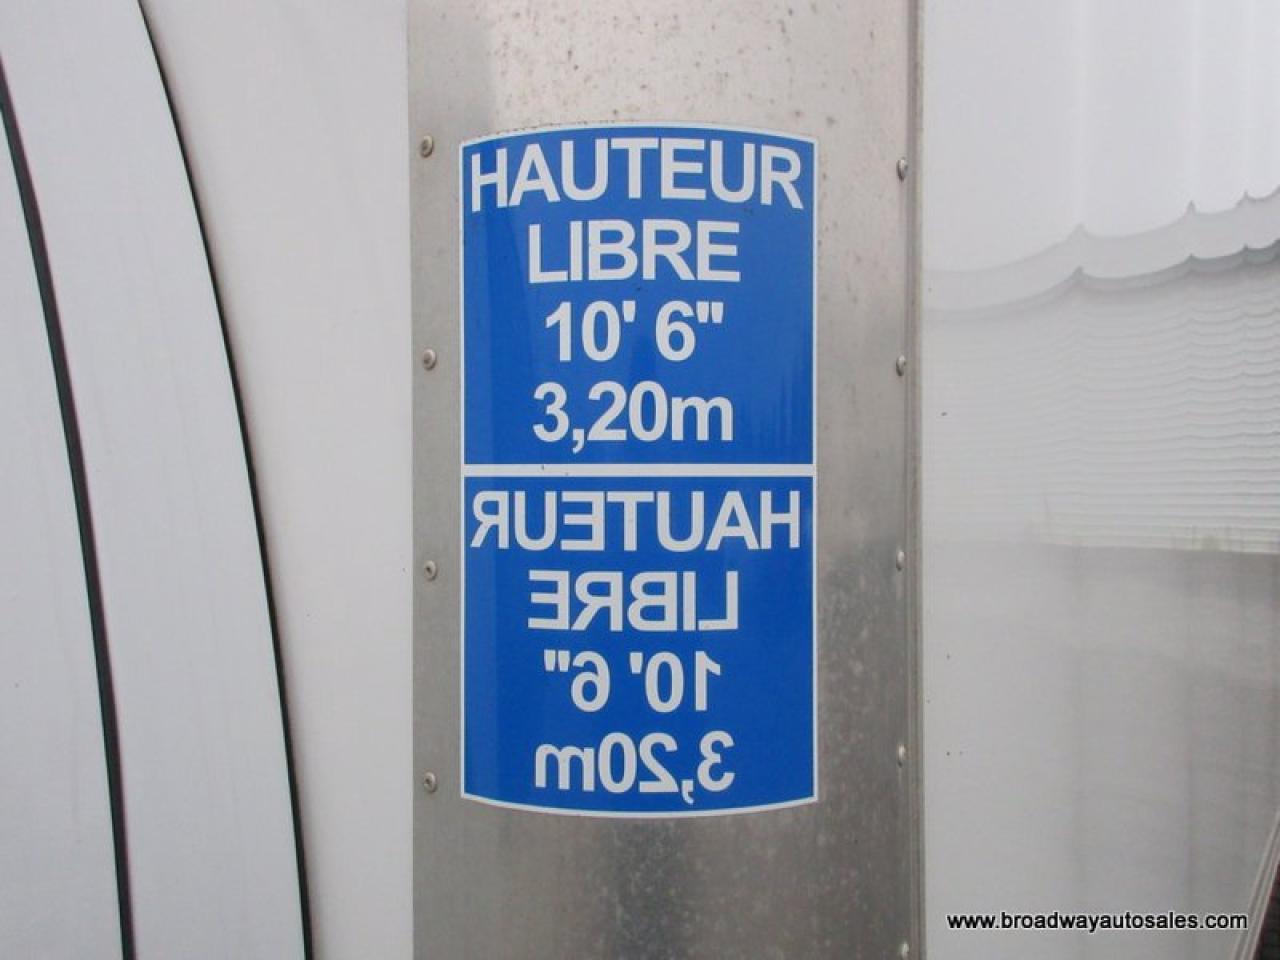 HAUTEUR
LIBRE
10' 6"
3,20m
HAUTEUR
LIBRE
10' 6"
3,20m
www.broadwayautosales.com